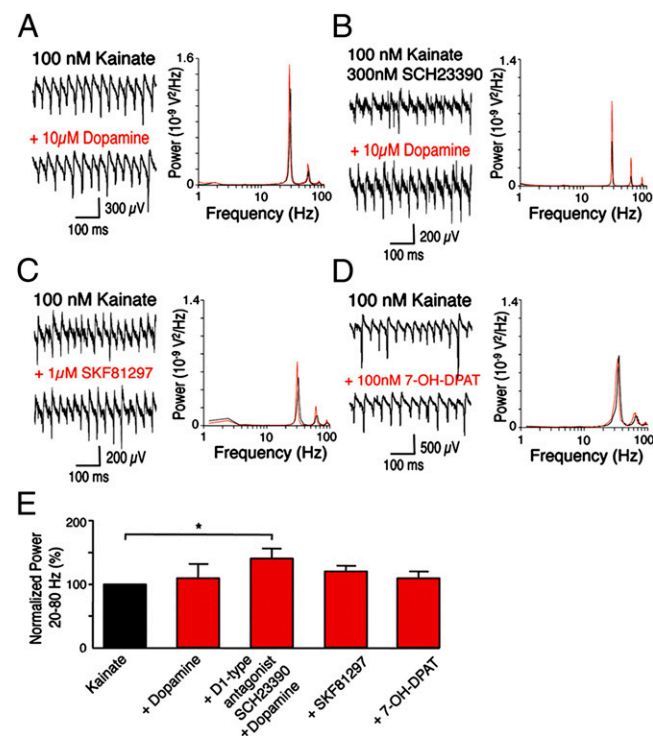 A
100 nM Kainate
+ 10µM Dopamine
300 µV
100 ms
Power (10-9 V2/Hz)
1.6
0
1
10
100
Frequency (Hz)
B
100 nM Kainate
300nM SCH23390
+ 10µM Dopamine
200 µV
100 ms
Power (10⁻⁹ V²/Hz)
1.4
0
1
10
100
Frequency (Hz)
C
100 nM Kainate
+ 1µM SKF81297
200 µV
100 ms
Power (10⁻⁹ V²/Hz)
1.4
0
1
10
100
Frequency (Hz)
D
100 nM Kainate
+ 100nM 7-OH-DPAT
500 µV
100 ms
Power (10⁻⁹ V²/Hz)
1.4
0
1
10
100
Frequency (Hz)
E
Normalized Power
20-80 Hz (%)
200
150
100
0
*
Kainate
+ Dopamine
+ D1-type
antagonist
SCH23390
+Dopamine
+ SKF81297
+ 7-OH-DPAT